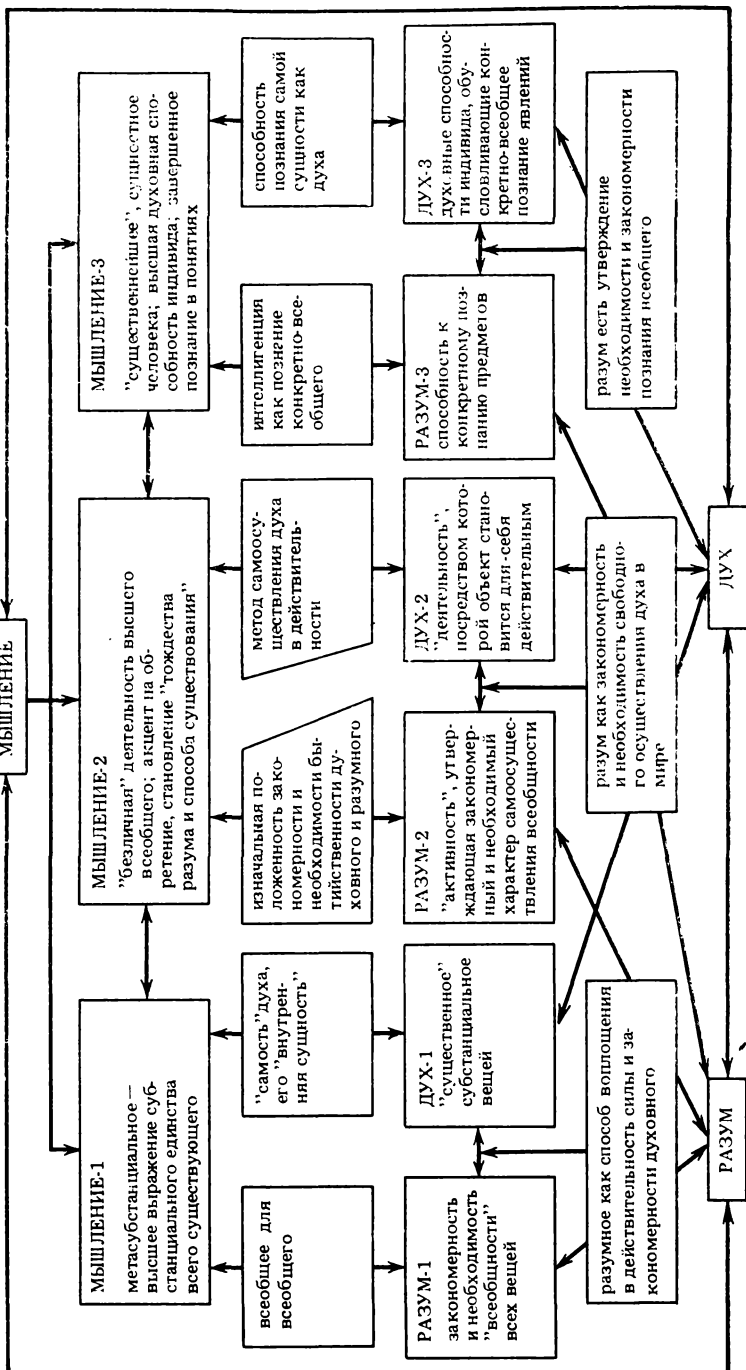 МЫШЛЕНИЕ
МЫШЛЕНИЕ-1
метасубстанциальное —
высшее выражение суб-
станциального единства
всего существующего
МЫШЛЕНИЕ-2
"безличная" деятельность высшего
всеобщего; акцент на об-
ретение, становление "тождества
разума и способа существования"
МЫШЛЕНИЕ-3
"существеннейшее", сущностное
человека; высшая духовная спо-
собность индивида; завершенное
познание в понятиях
всеобщее для
всеобщего
"самость" духа,
его "внутрен-
няя сущность"
изначальная по-
ложенность зако-
номерности и
необходимости бы-
тийственности ду-
ховного и разумного
метод самоосу-
ществления духа
в действитель-
ности
интеллигенция
как познание
конкретно-все-
общего
способность
познания самой
сущности как
духа
РАЗУМ-1
закономерность
и необходимость
"всеобщности"
всех вещей
ДУХ-1
"существенное"
субстанциальное
вещей
РАЗУМ-2
"активность", утвер-
ждающая закономер-
ный и необходимый
характер самоосущес-
твления всеобщности
ДУХ-2
"деятельность",
посредством кото-
рой объект стано-
вится для-себя
действительным
РАЗУМ-3
способность к
конкретному поз-
нанию предметов
ДУХ-3
духовные способнос-
ти индивида, обу-
словливающие кон-
кретно-всеобщее
познание явлений
разумное как способ воплощения
в действительность силы и за-
кономерности духовного
разум как закономерность
и необходимость свободно-
го осуществления духа в
мире
разум есть утверждение
необходимости и закономерности
познания всеобщего
РАЗУМ
ДУХ